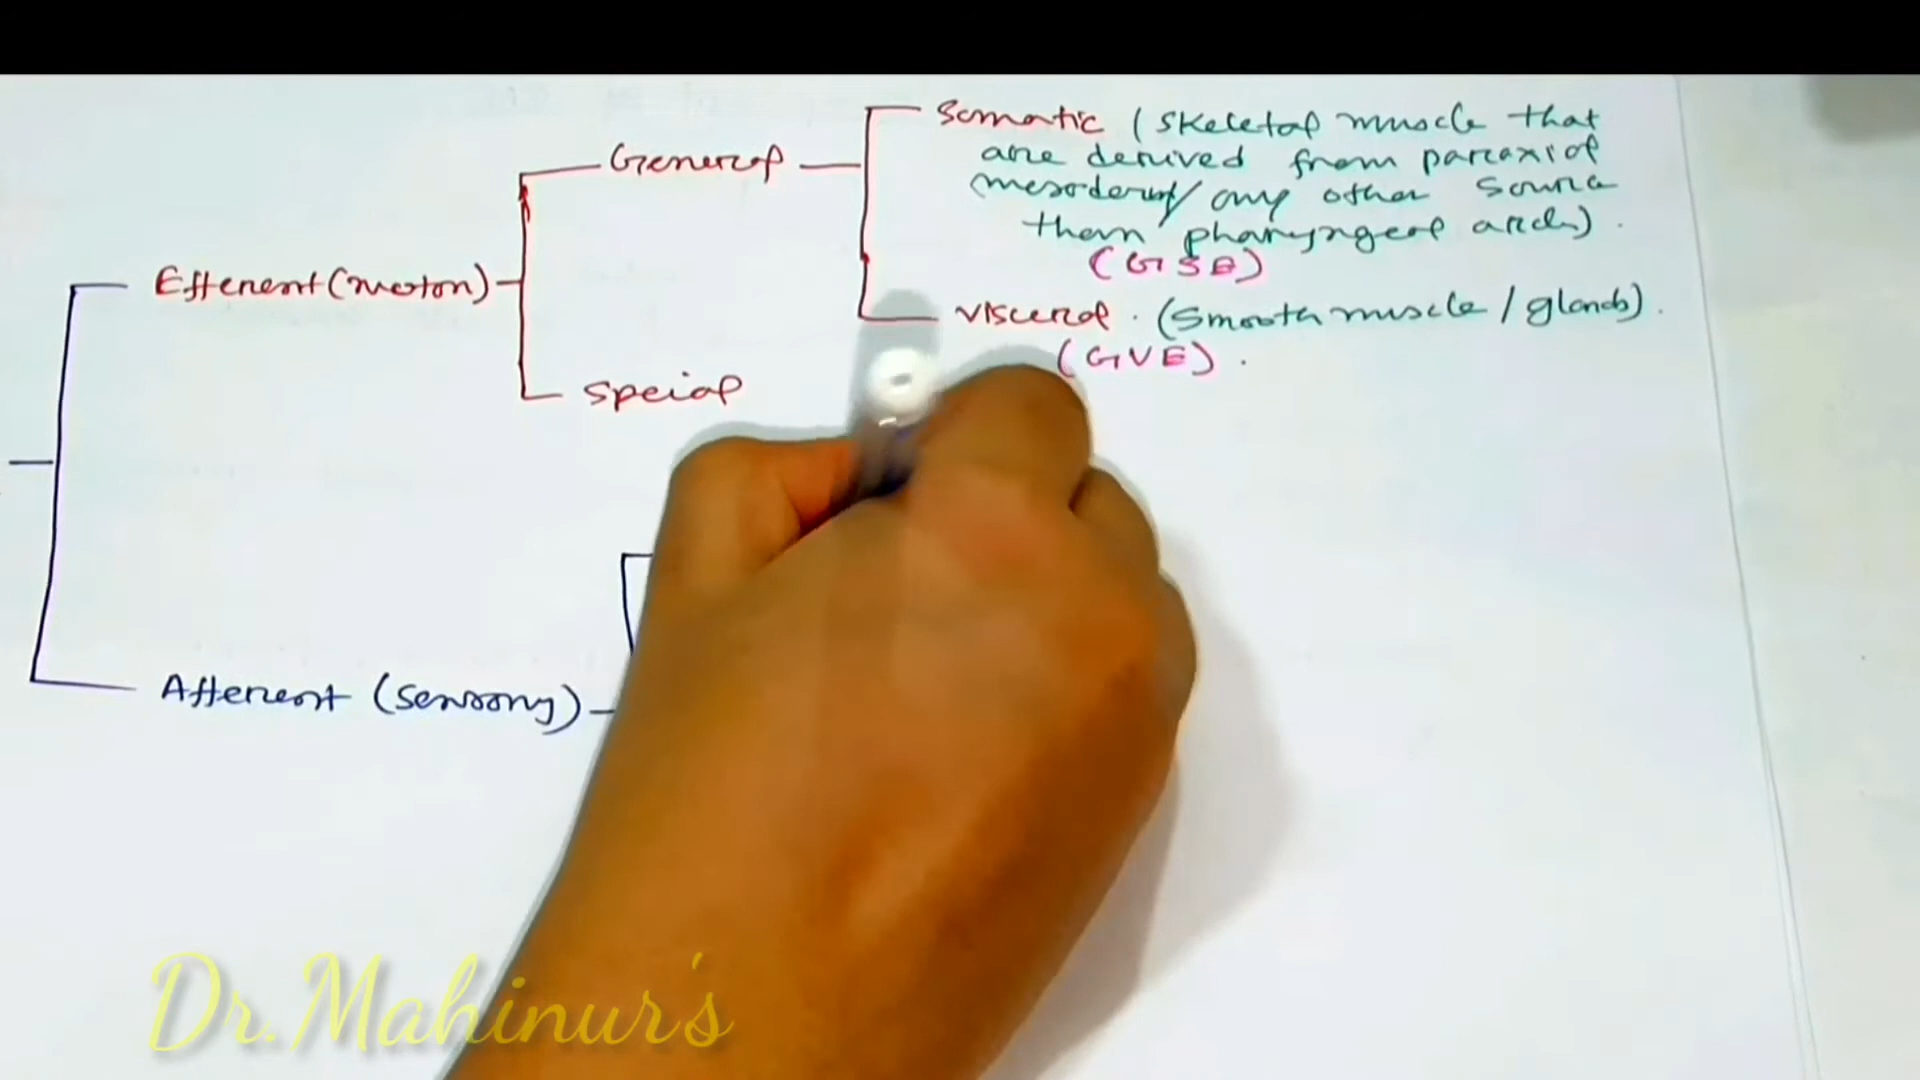 General
Somatic (skeletal muscle that
are derived from paraxial
mesoderm/ any other source
than pharyngeal arch).
(GSE)
Efferent (motor)
visceral. (Smooth muscle / glands).
(GVE).
Speial
Afferent (sensory)
Dr.Mahinur's